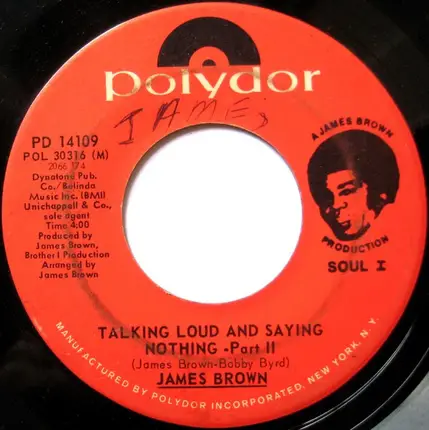 polydor
JAMES
PD 14109
POL 30316 (M)
2066 174
Dynatone Pub.
Co./Belinda
Music Inc. (BMI)
Unichappell & Co.,
sole agent
Time 4:00
Produced by
James Brown,
Brother I Production
Arranged by
James Brown
A JAMES BROWN
PRODUCTION
SOUL I
TALKING LOUD AND SAYING
NOTHING -Part II
(James Brown-Bobby Byrd)
JAMES BROWN
MANUFACTURED BY POLYDOR INCORPORATED, NEW YORK, N.Y.